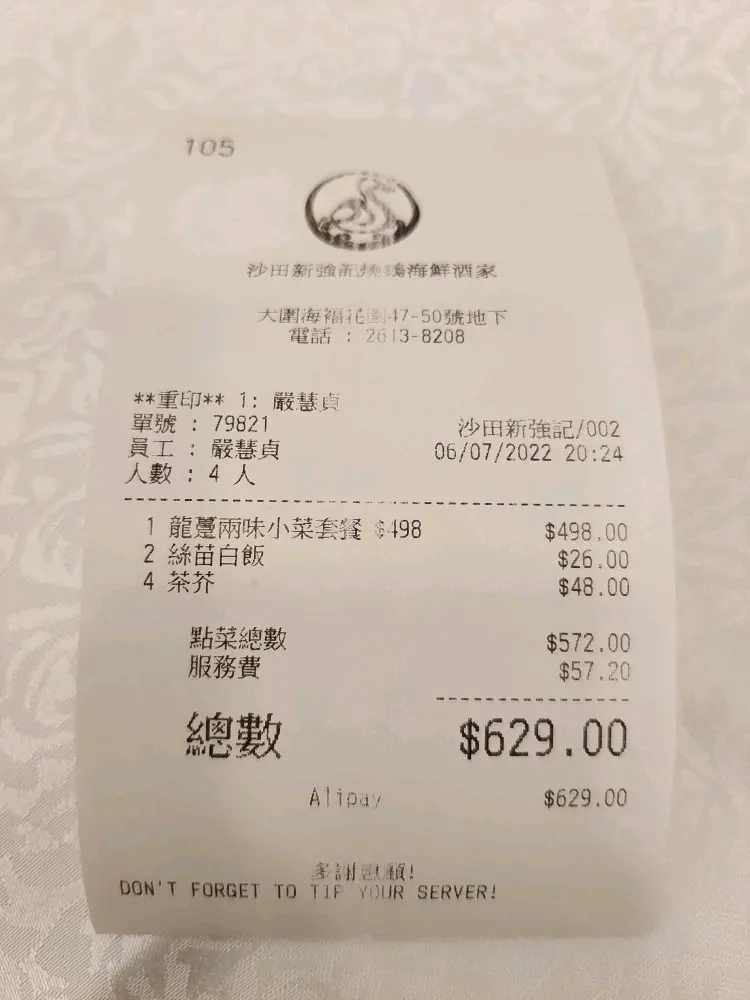 105
沙田新強記燒鵝海鮮酒家
大圍海福花園47-50號地下
電話 : 2613-8208
**重印** 1: 嚴慧貞
單號 : 79821
沙田新強記/002
員工 : 嚴慧貞
06/07/2022 20:24
人數 : 4 人
1 龍躉兩味小菜套餐 $498 $498.00
2 絲苗白飯 $26.00
4 茶芥 $48.00
點菜總數 $572.00
服務費 $57.20
總數 $629.00
Alipay $629.00
多謝惠顧!
DON'T FORGET TO TIP YOUR SERVER!